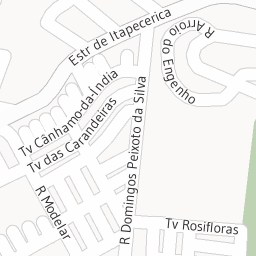 Estr de Itapecerica
R Arroio do Engenho
Tv Cânhamo-da-Índia
Tv das Carandeiras
R Domingos Peixoto da Silva
R Modelar
Tv Rosifloras